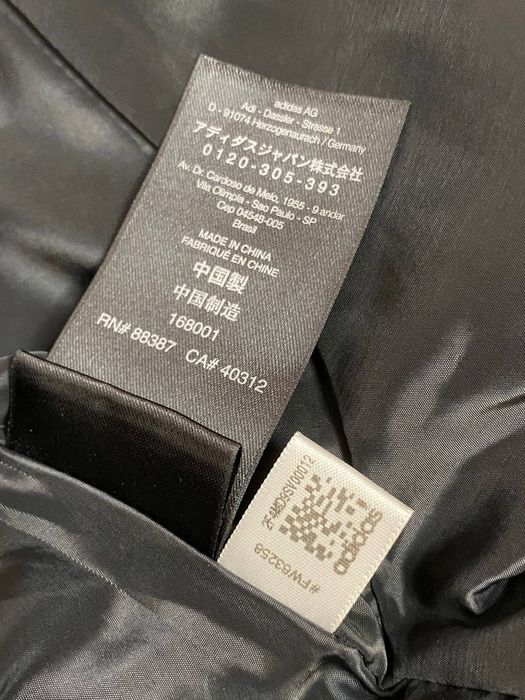 adidas AG
Adi - Dassler - Strasse 1
D - 91074 Herzogenaurach / Germany
アディダスジャパン株式会社
0120-305-393
Av. Dr. Cardoso de Melo, 1955 - 9 andar
Vila Olimpia - Sao Paulo - SP
Cep 04548-005
Brasil
MADE IN CHINA
FABRIQUÉ EN CHINE
中国製
中国制造
168001
RN# 88387 CA# 40312
adidas
#FW63258